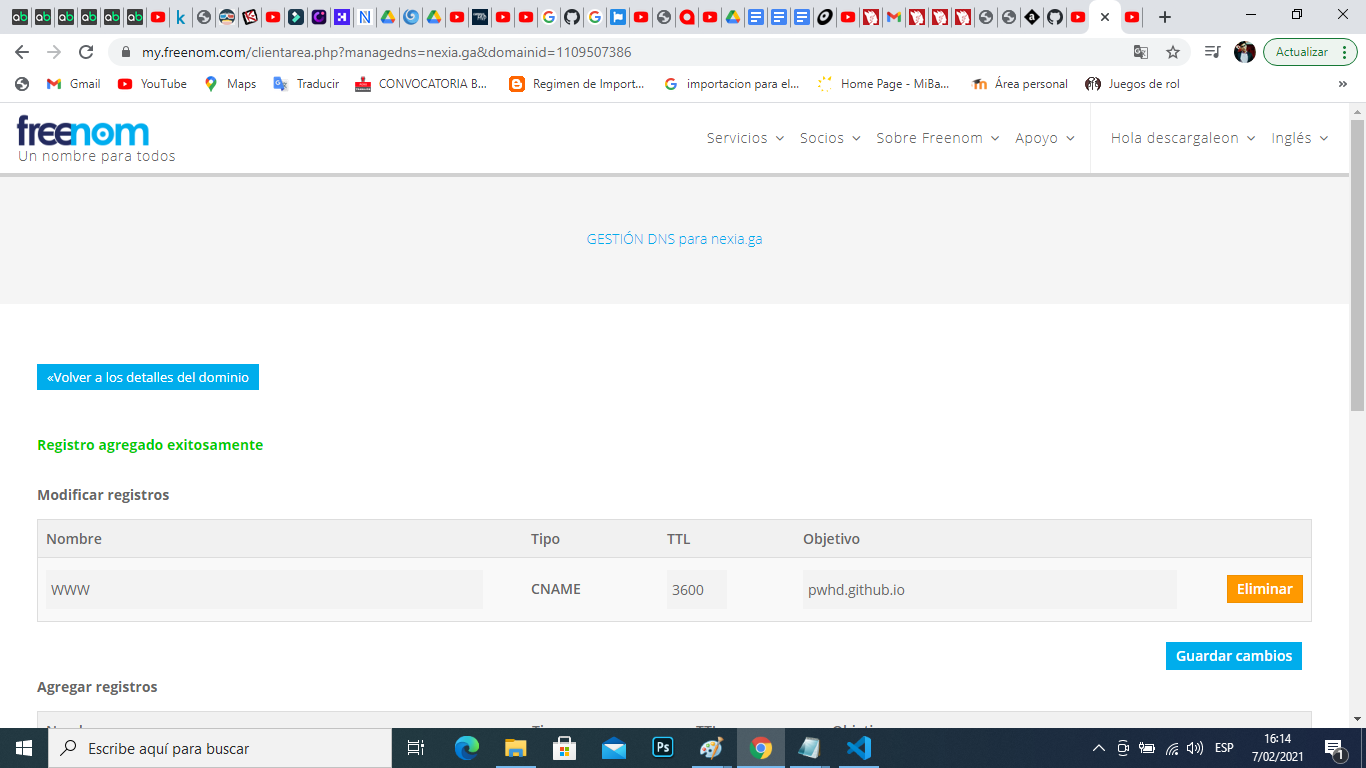 my.freenom.com/clientarea.php?managedns=nexia.ga&domainid=1109507386
Actualizar
Gmail
YouTube
Maps
Traducir
CONVOCATORIA B...
Regimen de Import...
importacion para el...
Home Page - MiBa...
Área personal
Juegos de rol
»
freenom
Un nombre para todos
Servicios
Socios
Sobre Freenom
Apoyo
Hola descargaleon
Inglés
GESTIÓN DNS para nexia.ga
«Volver a los detalles del dominio
Registro agregado exitosamente
Modificar registros
Nombre Tipo TTL Objetivo
WWW CNAME 3600 pwhd.github.io Eliminar
Guardar cambios
Agregar registros
Escribe aquí para buscar
Ps
ESP
16:14
7/02/2021
1